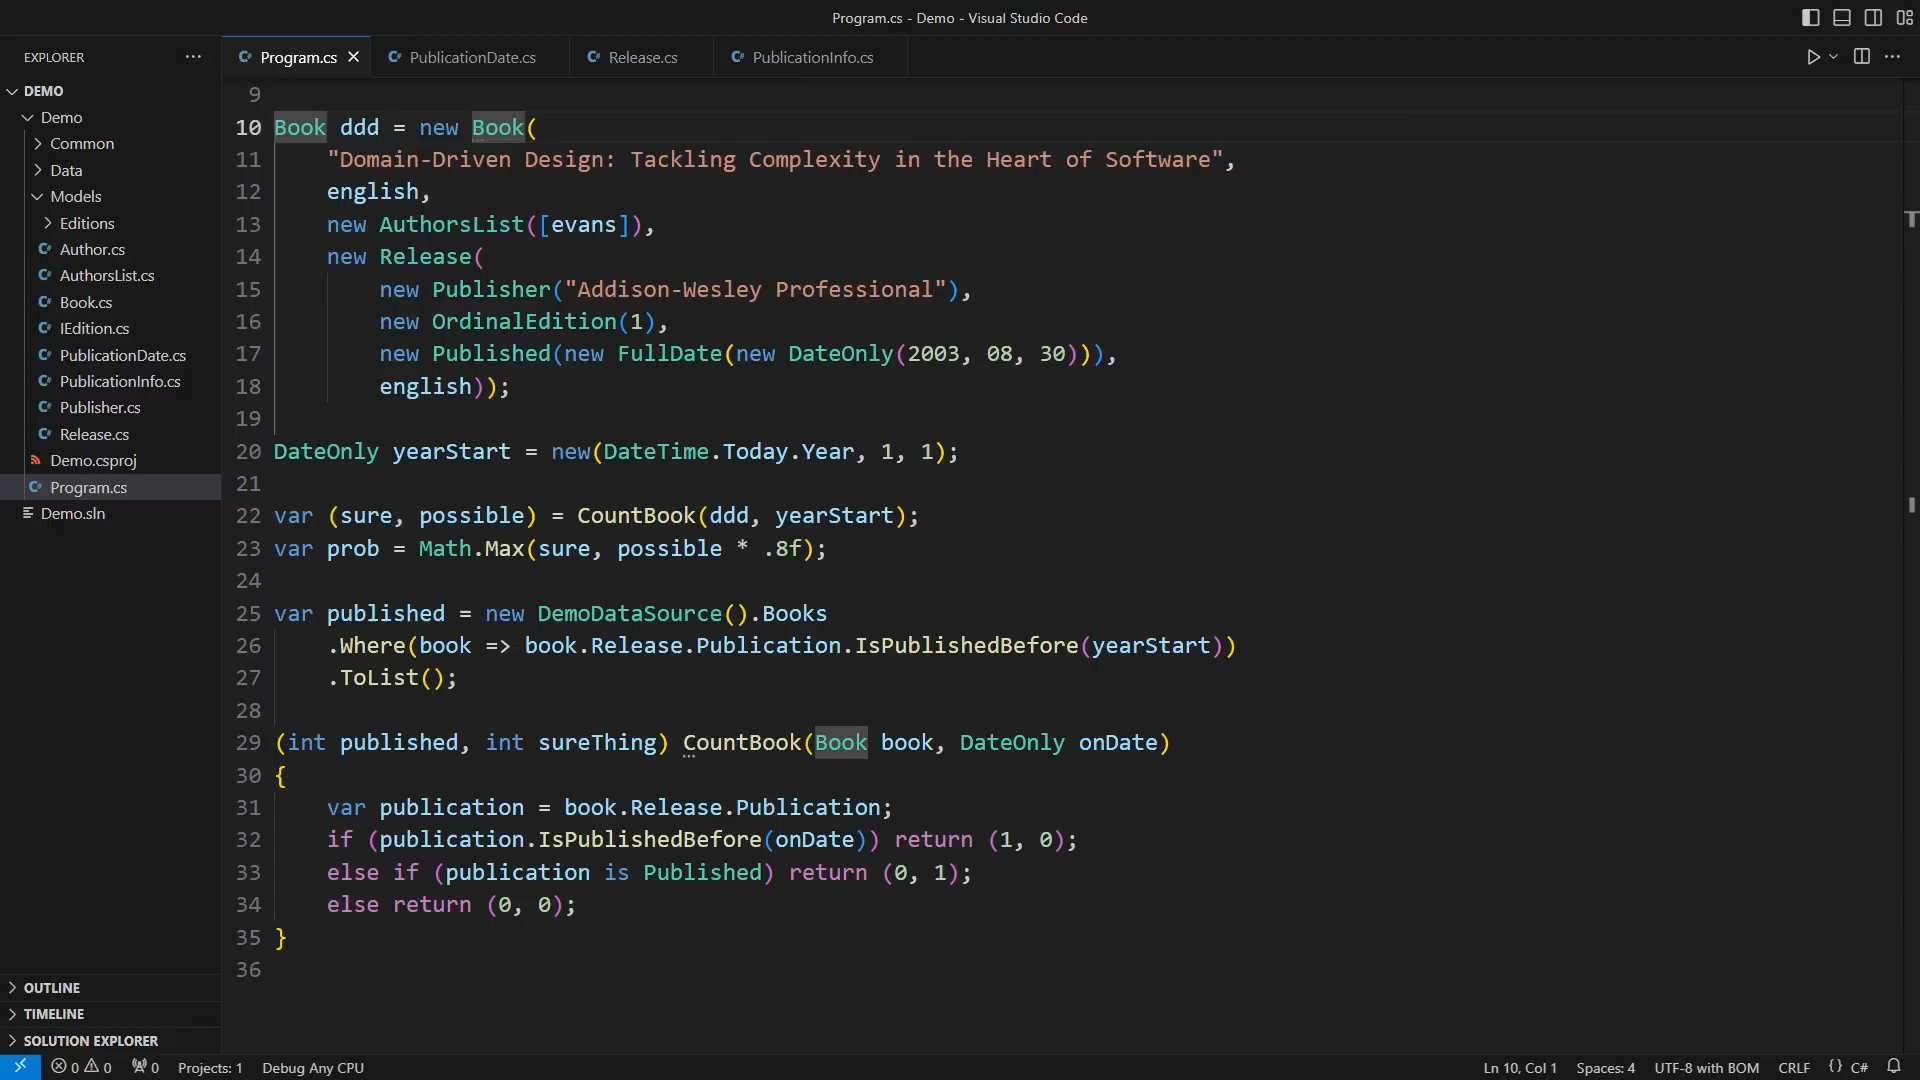 Program.cs - Demo - Visual Studio Code
EXPLORER
DEMO
Demo
Common
Data
Models
Editions
Author.cs
AuthorsList.cs
Book.cs
IEdition.cs
PublicationDate.cs
PublicationInfo.cs
Publisher.cs
Release.cs
Demo.csproj
Program.cs
Demo.sln
OUTLINE
TIMELINE
SOLUTION EXPLORER
Program.cs PublicationDate.cs Release.cs PublicationInfo.cs
9
10 Book ddd = new Book(
11     "Domain-Driven Design: Tackling Complexity in the Heart of Software",
12     english,
13     new AuthorsList([evans]),
14     new Release(
15         new Publisher("Addison-Wesley Professional"),
16         new OrdinalEdition(1),
17         new Published(new FullDate(new DateOnly(2003, 08, 30))),
18         english));
19
20 DateOnly yearStart = new(DateTime.Today.Year, 1, 1);
21
22 var (sure, possible) = CountBook(ddd, yearStart);
23 var prob = Math.Max(sure, possible * .8f);
24
25 var published = new DemoDataSource().Books
26     .Where(book => book.Release.Publication.IsPublishedBefore(yearStart))
27     .ToList();
28
29 (int published, int sureThing) CountBook(Book book, DateOnly onDate)
30 {
31     var publication = book.Release.Publication;
32     if (publication.IsPublishedBefore(onDate)) return (1, 0);
33     else if (publication is Published) return (0, 1);
34     else return (0, 0);
35 }
36
0 0 0 Projects: 1 Debug Any CPU Ln 10, Col 1 Spaces: 4 UTF-8 with BOM CRLF {} C#